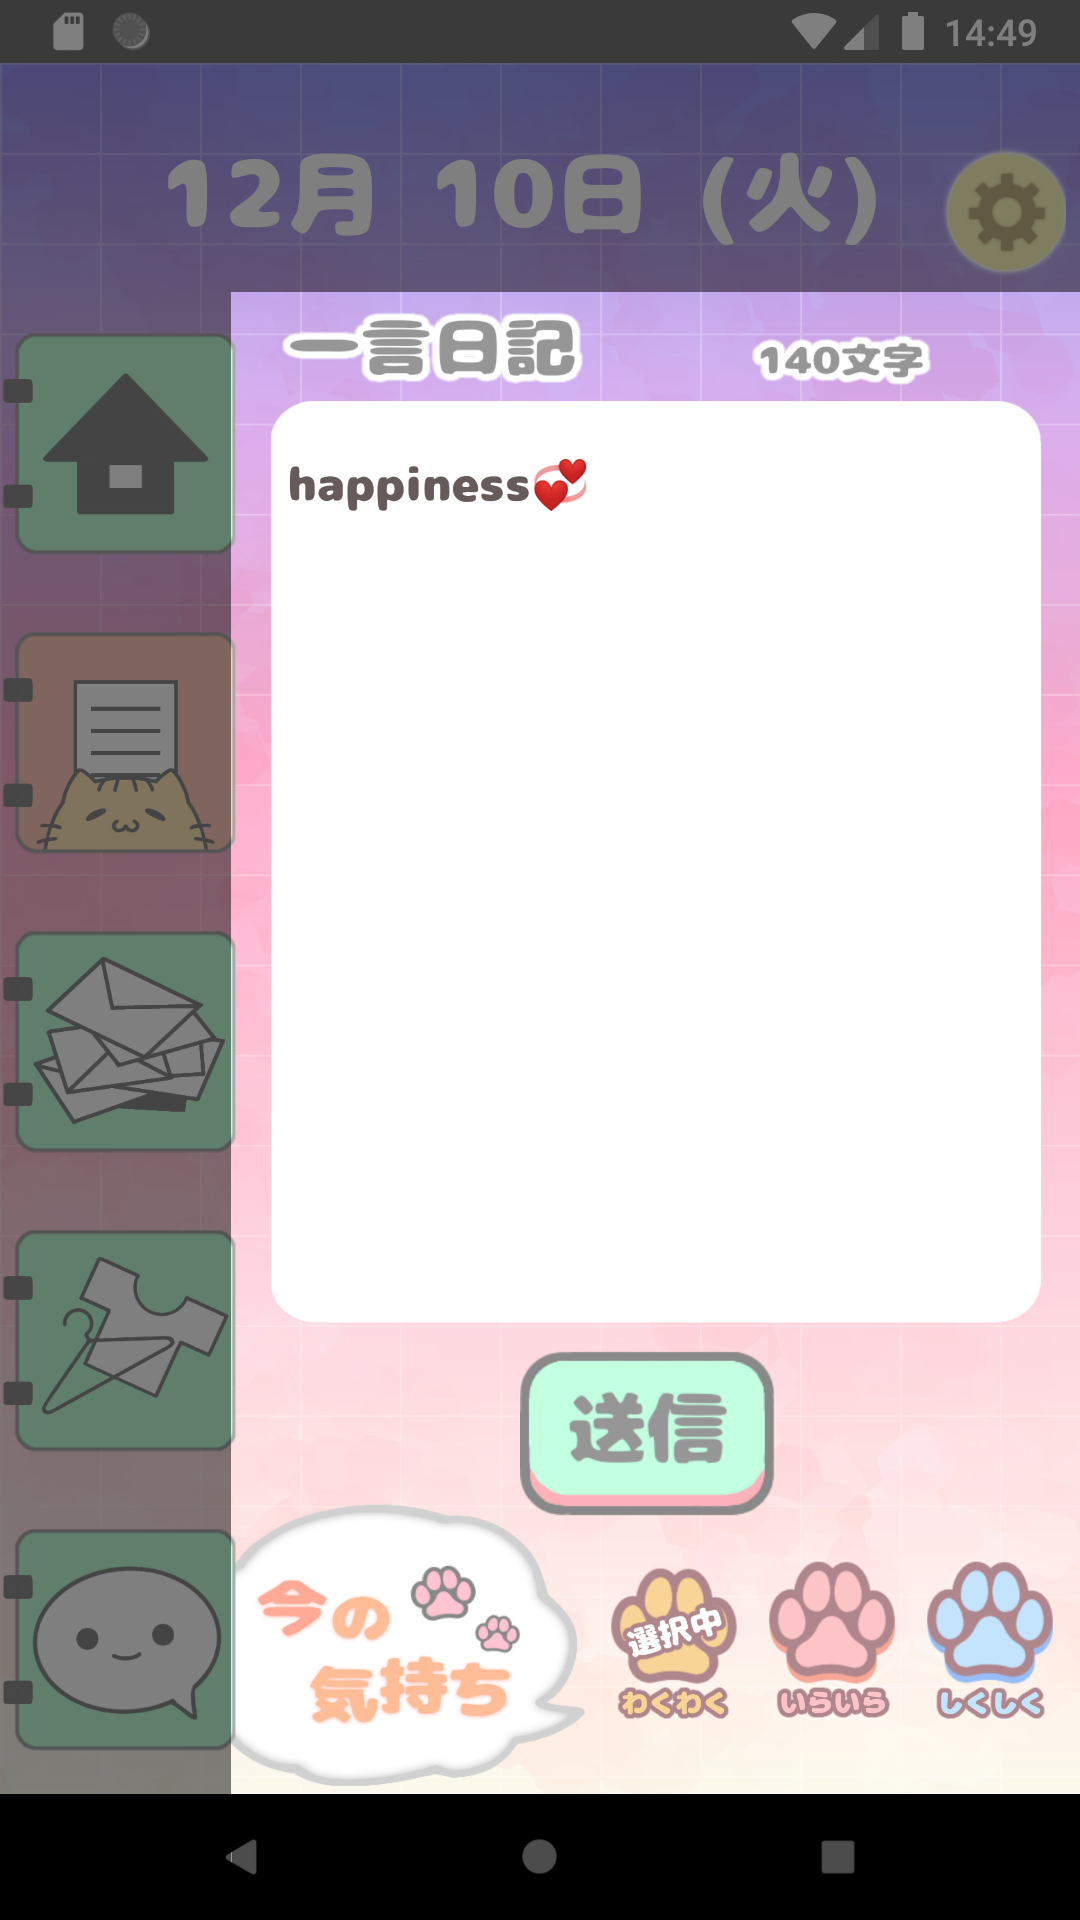 14:49
12月 10日 (火)
一言日記
140文字
happiness💞
送信
今の
気持ち
選択中
わくわく
いらいら
しくしく